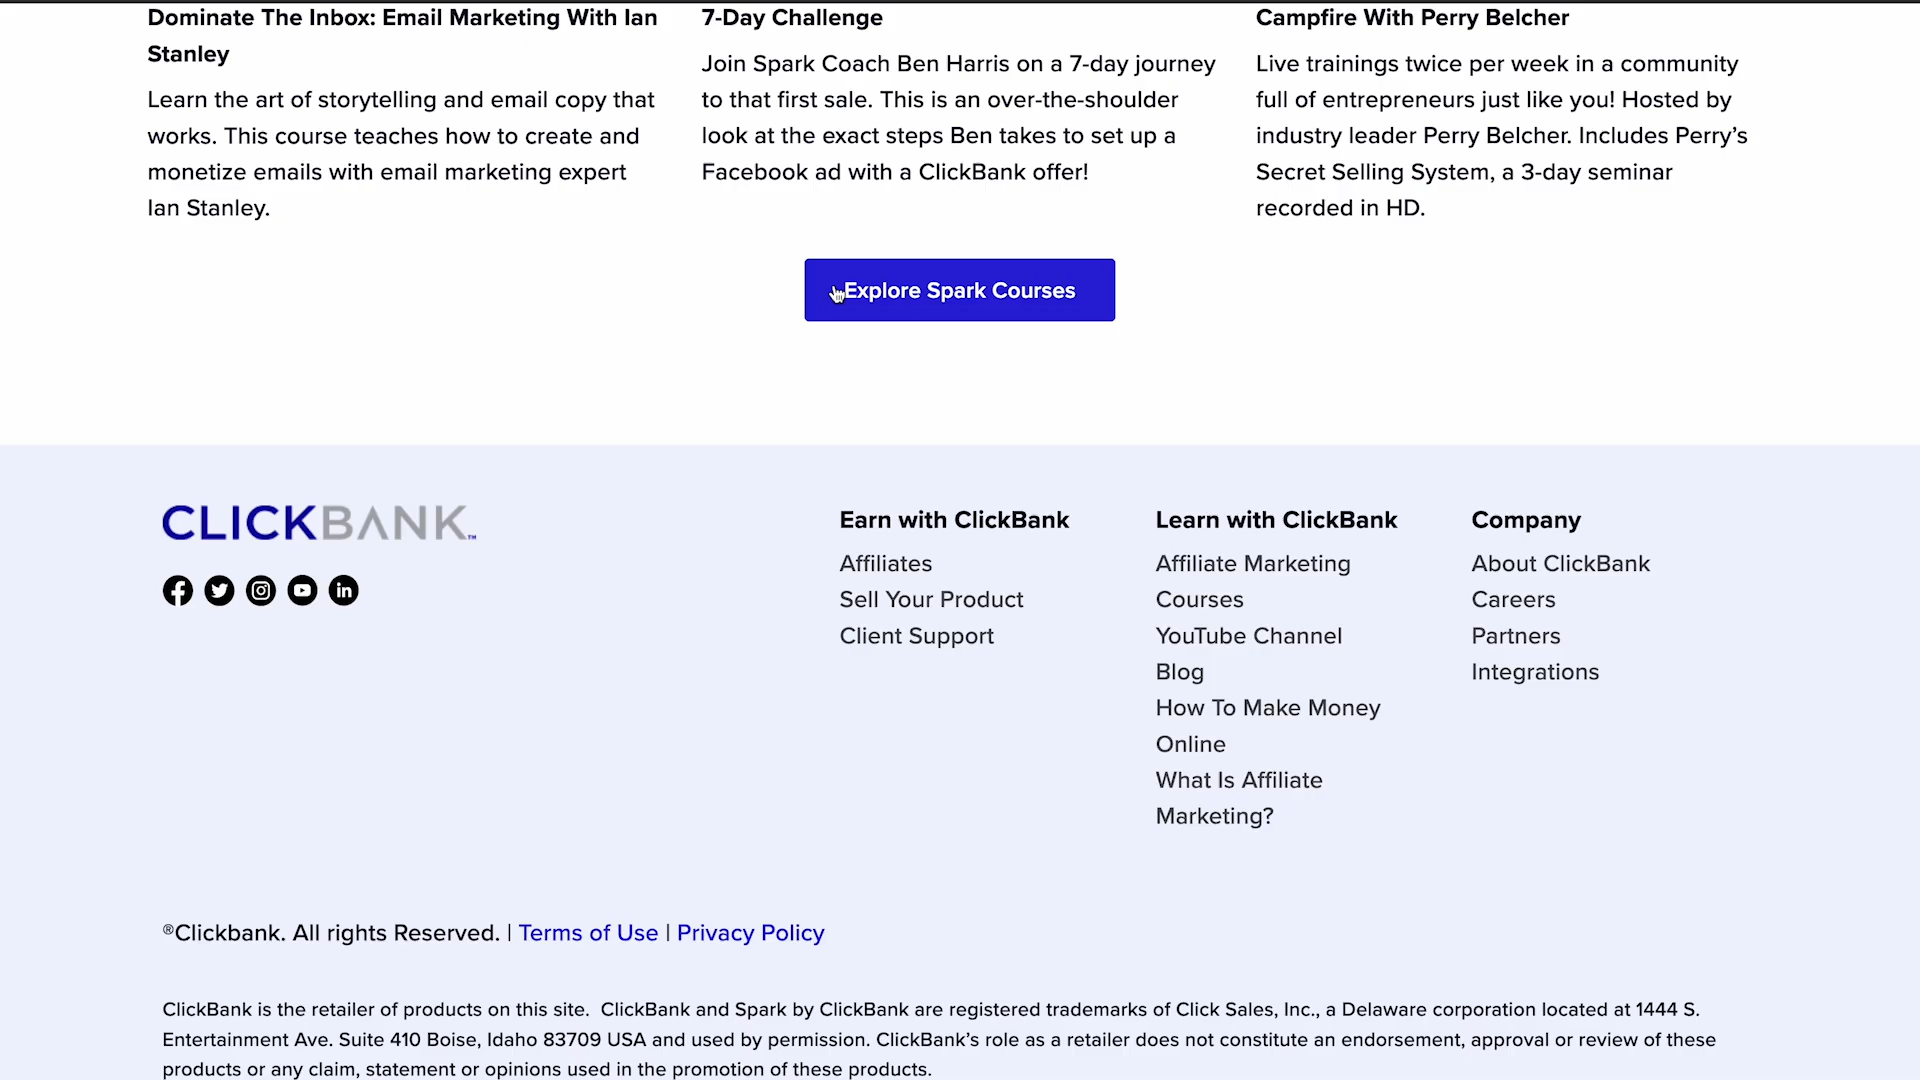 Dominate The Inbox: Email Marketing With Ian
Stanley
Learn the art of storytelling and email copy that
works. This course teaches how to create and
monetize emails with email marketing expert
Ian Stanley.
7-Day Challenge
Join Spark Coach Ben Harris on a 7-day journey
to that first sale. This is an over-the-shoulder
look at the exact steps Ben takes to set up a
Facebook ad with a ClickBank offer!
Campfire With Perry Belcher
Live trainings twice per week in a community
full of entrepreneurs just like you! Hosted by
industry leader Perry Belcher. Includes Perry’s
Secret Selling System, a 3-day seminar
recorded in HD.
Explore Spark Courses
CLICKBANK™
Earn with ClickBank
Affiliates
Sell Your Product
Client Support
Learn with ClickBank
Affiliate Marketing
Courses
YouTube Channel
Blog
How To Make Money
Online
What Is Affiliate
Marketing?
Company
About ClickBank
Careers
Partners
Integrations
®Clickbank. All rights Reserved. | Terms of Use | Privacy Policy
ClickBank is the retailer of products on this site.  ClickBank and Spark by ClickBank are registered trademarks of Click Sales, Inc., a Delaware corporation located at 1444 S.
Entertainment Ave. Suite 410 Boise, Idaho 83709 USA and used by permission. ClickBank’s role as a retailer does not constitute an endorsement, approval or review of these
products or any claim, statement or opinions used in the promotion of these products.